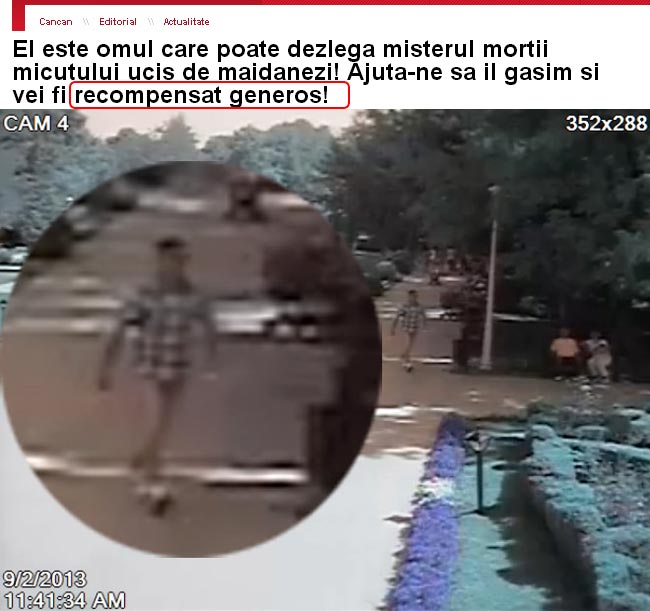 Cancan \\ Editorial \\ Actualitate
El este omul care poate dezlega misterul mortii
micutului ucis de maidanezi! Ajuta-ne sa il gasim si
vei fi recompensat generos!
CAM 4 352x288
9/2/2013
11:41:34 AM